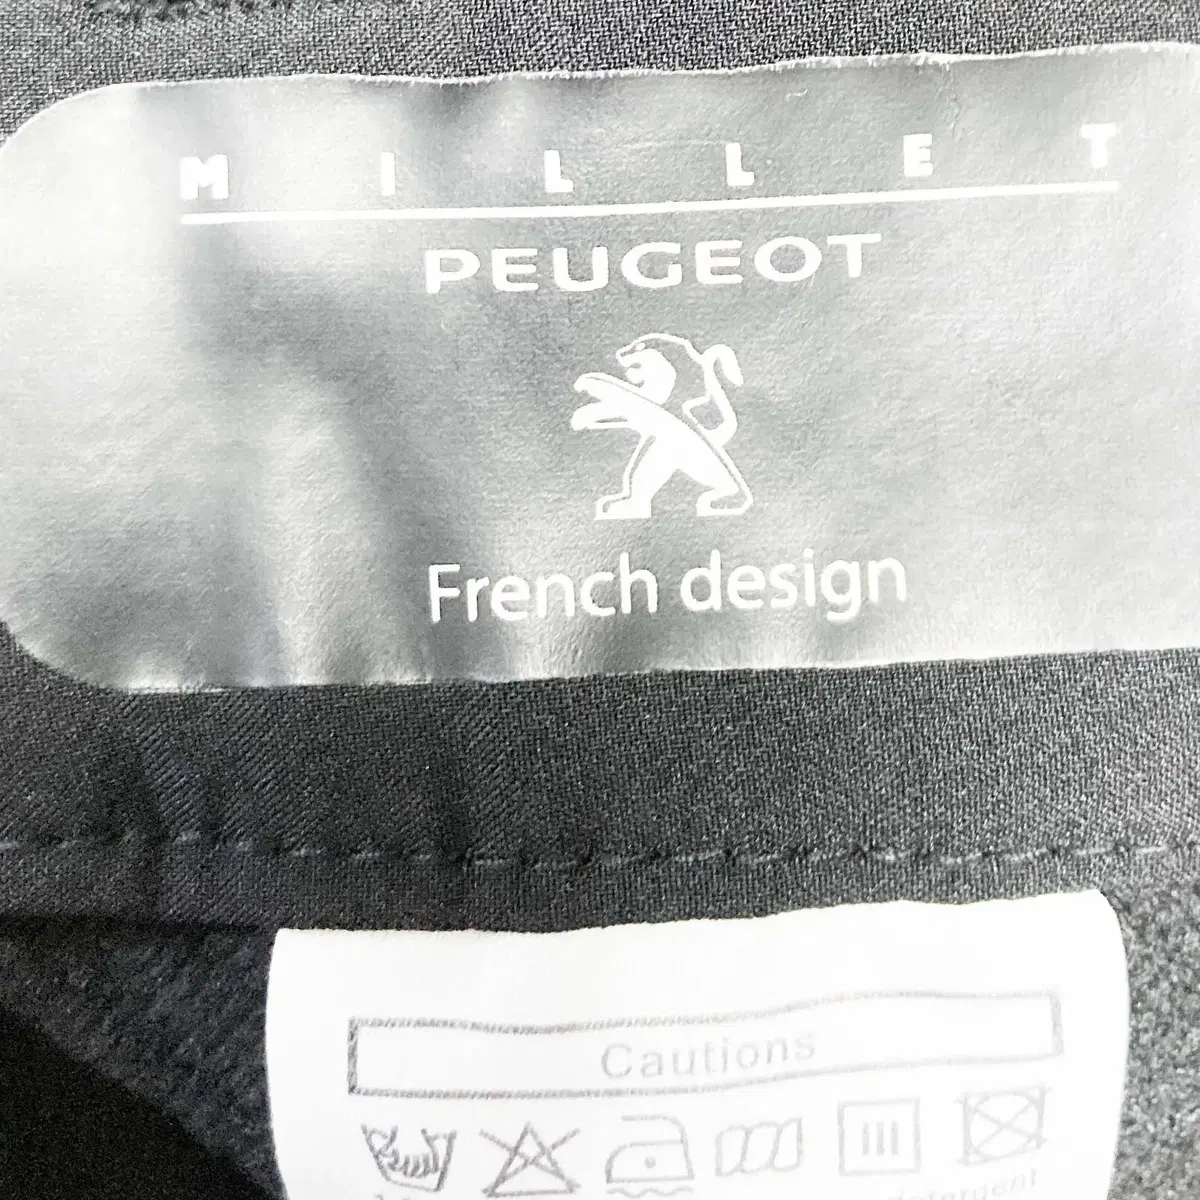 MILLET
PEUGEOT
French design
Cautions